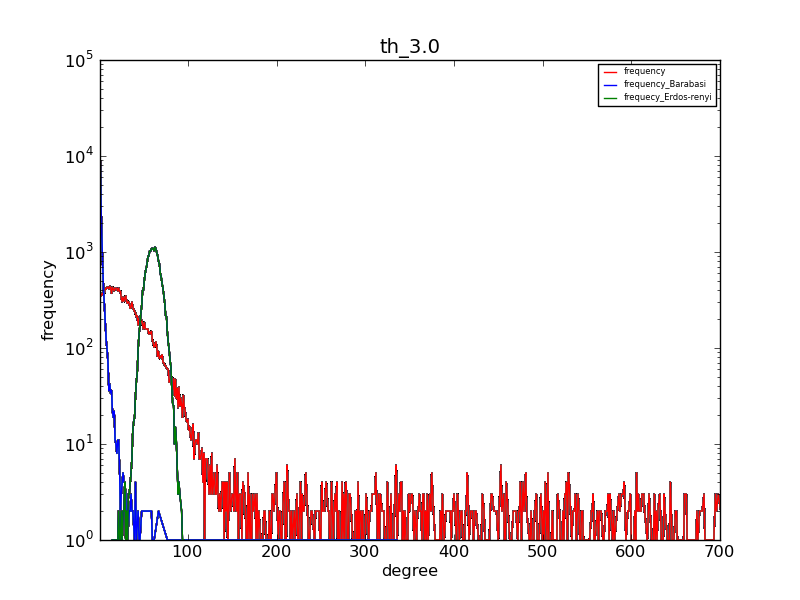 th_3.0
10^5
10^4
10^3
10^2
10^1
10^0
frequency
frequency
frequency_Barabasi
frequecy_Erdos-renyi
100 200 300 400 500 600 700
degree